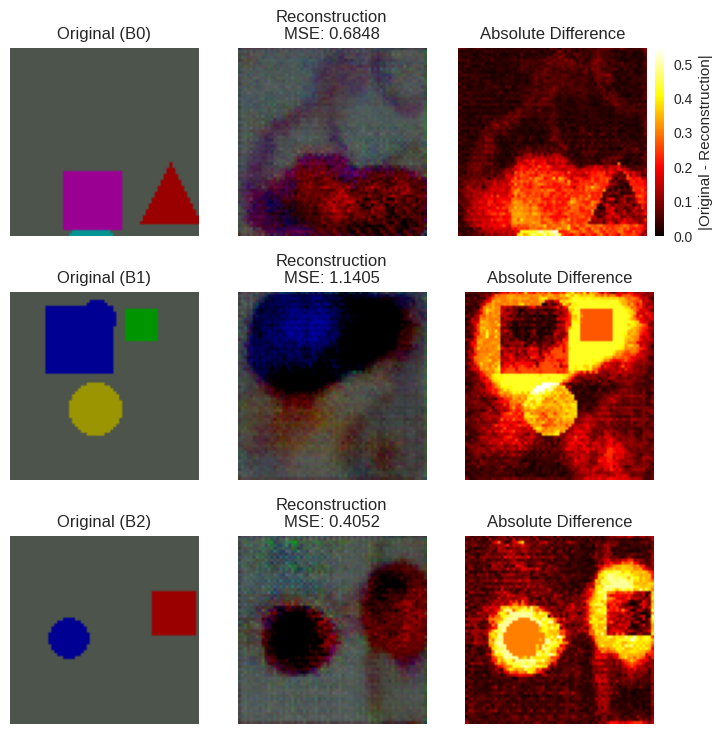 Original (B0)
Reconstruction
MSE: 0.6848
Absolute Difference
0.5
0.4
0.3
0.2
0.1
0.0
|Original - Reconstruction|
Original (B1)
Reconstruction
MSE: 1.1405
Absolute Difference
Original (B2)
Reconstruction
MSE: 0.4052
Absolute Difference